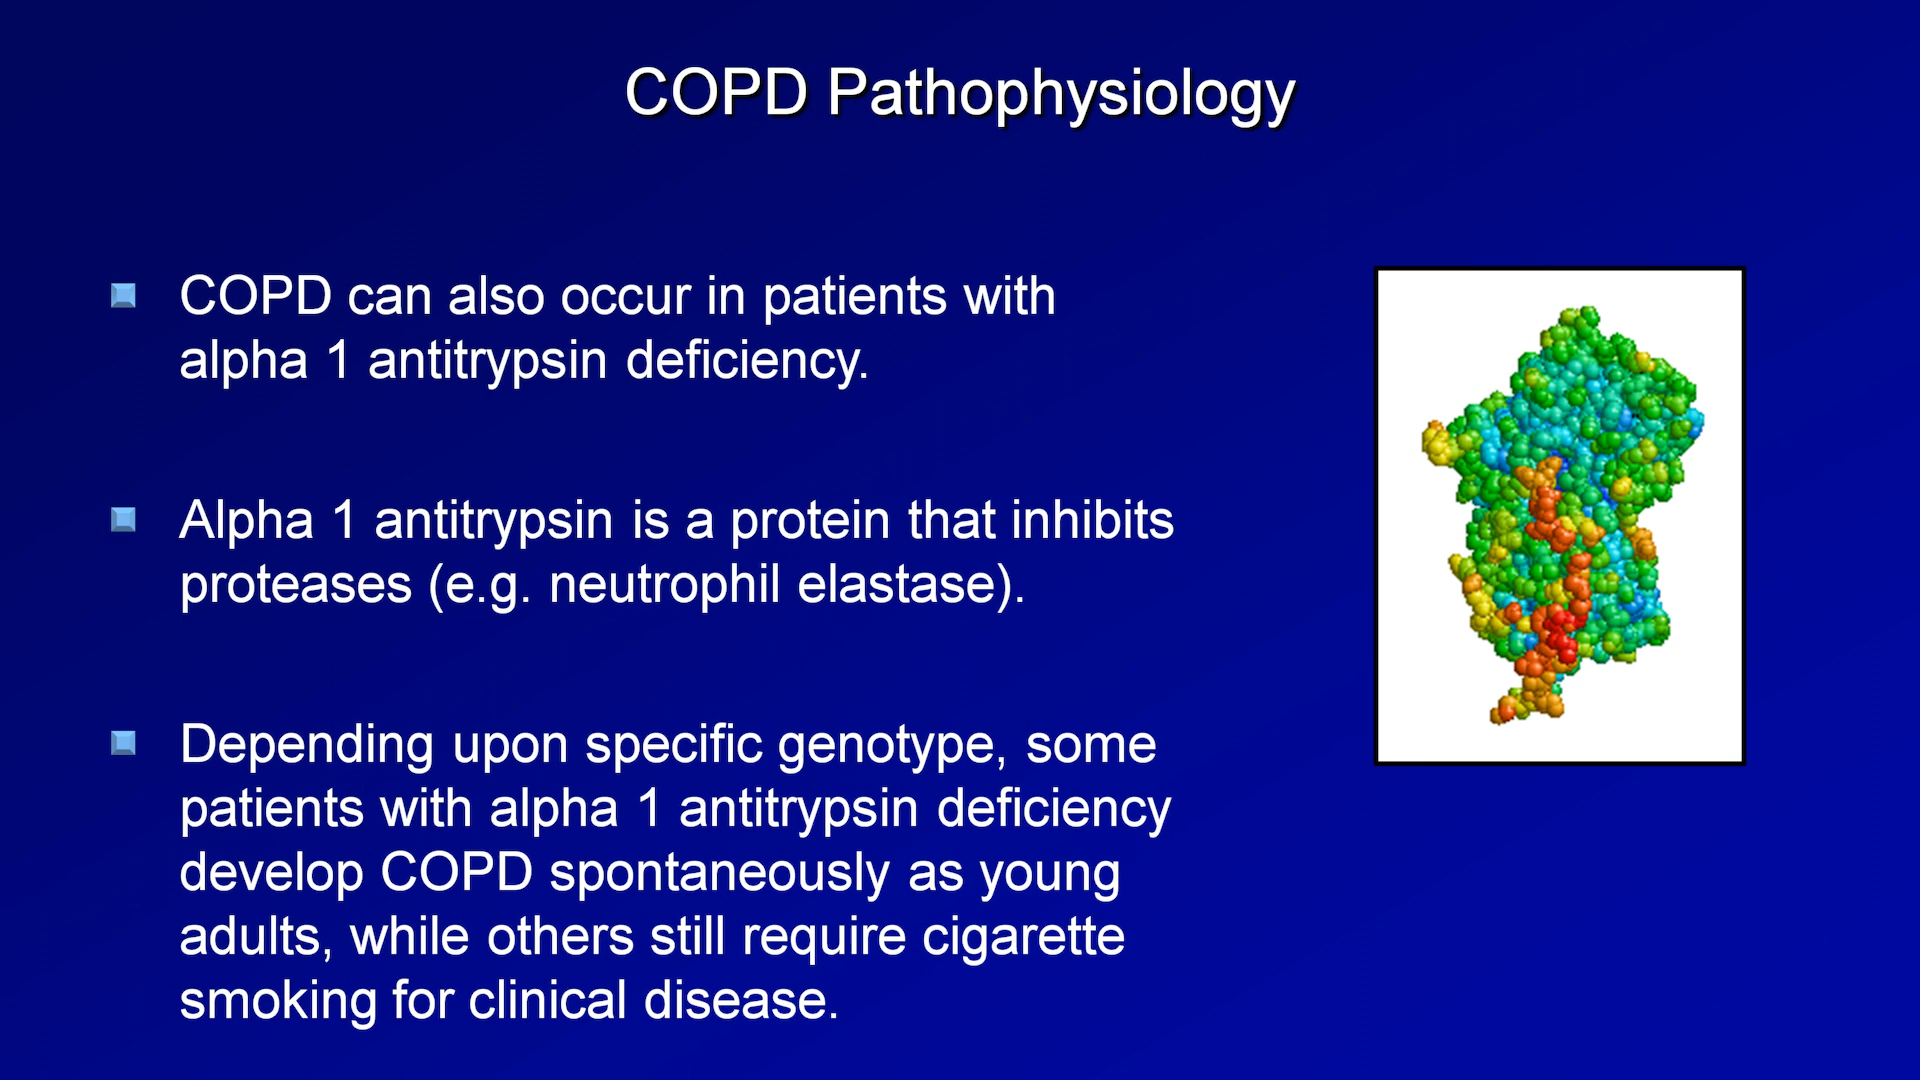 COPD Pathophysiology
COPD can also occur in patients with
alpha 1 antitrypsin deficiency.
Alpha 1 antitrypsin is a protein that inhibits
proteases (e.g. neutrophil elastase).
Depending upon specific genotype, some
patients with alpha 1 antitrypsin deficiency
develop COPD spontaneously as young
adults, while others still require cigarette
smoking for clinical disease.